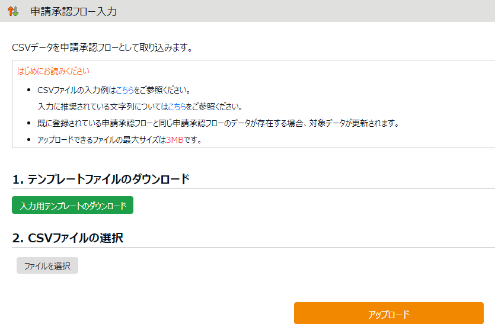 申請承認フロー入力
CSVデータを申請承認フローとして取り込みます。
はじめにお読みください
• CSVファイルの入力例はこちらをご参照ください。
入力に推奨されている文字列についてはこちらをご参照ください。
• 既に登録されている申請承認フローと同じ申請承認フローのデータが存在する場合、対象データが更新されます。
• アップロードできるファイルの最大サイズは3MBです。
1. テンプレートファイルのダウンロード
入力用テンプレートのダウンロード
2. CSVファイルの選択
ファイルを選択
アップロード